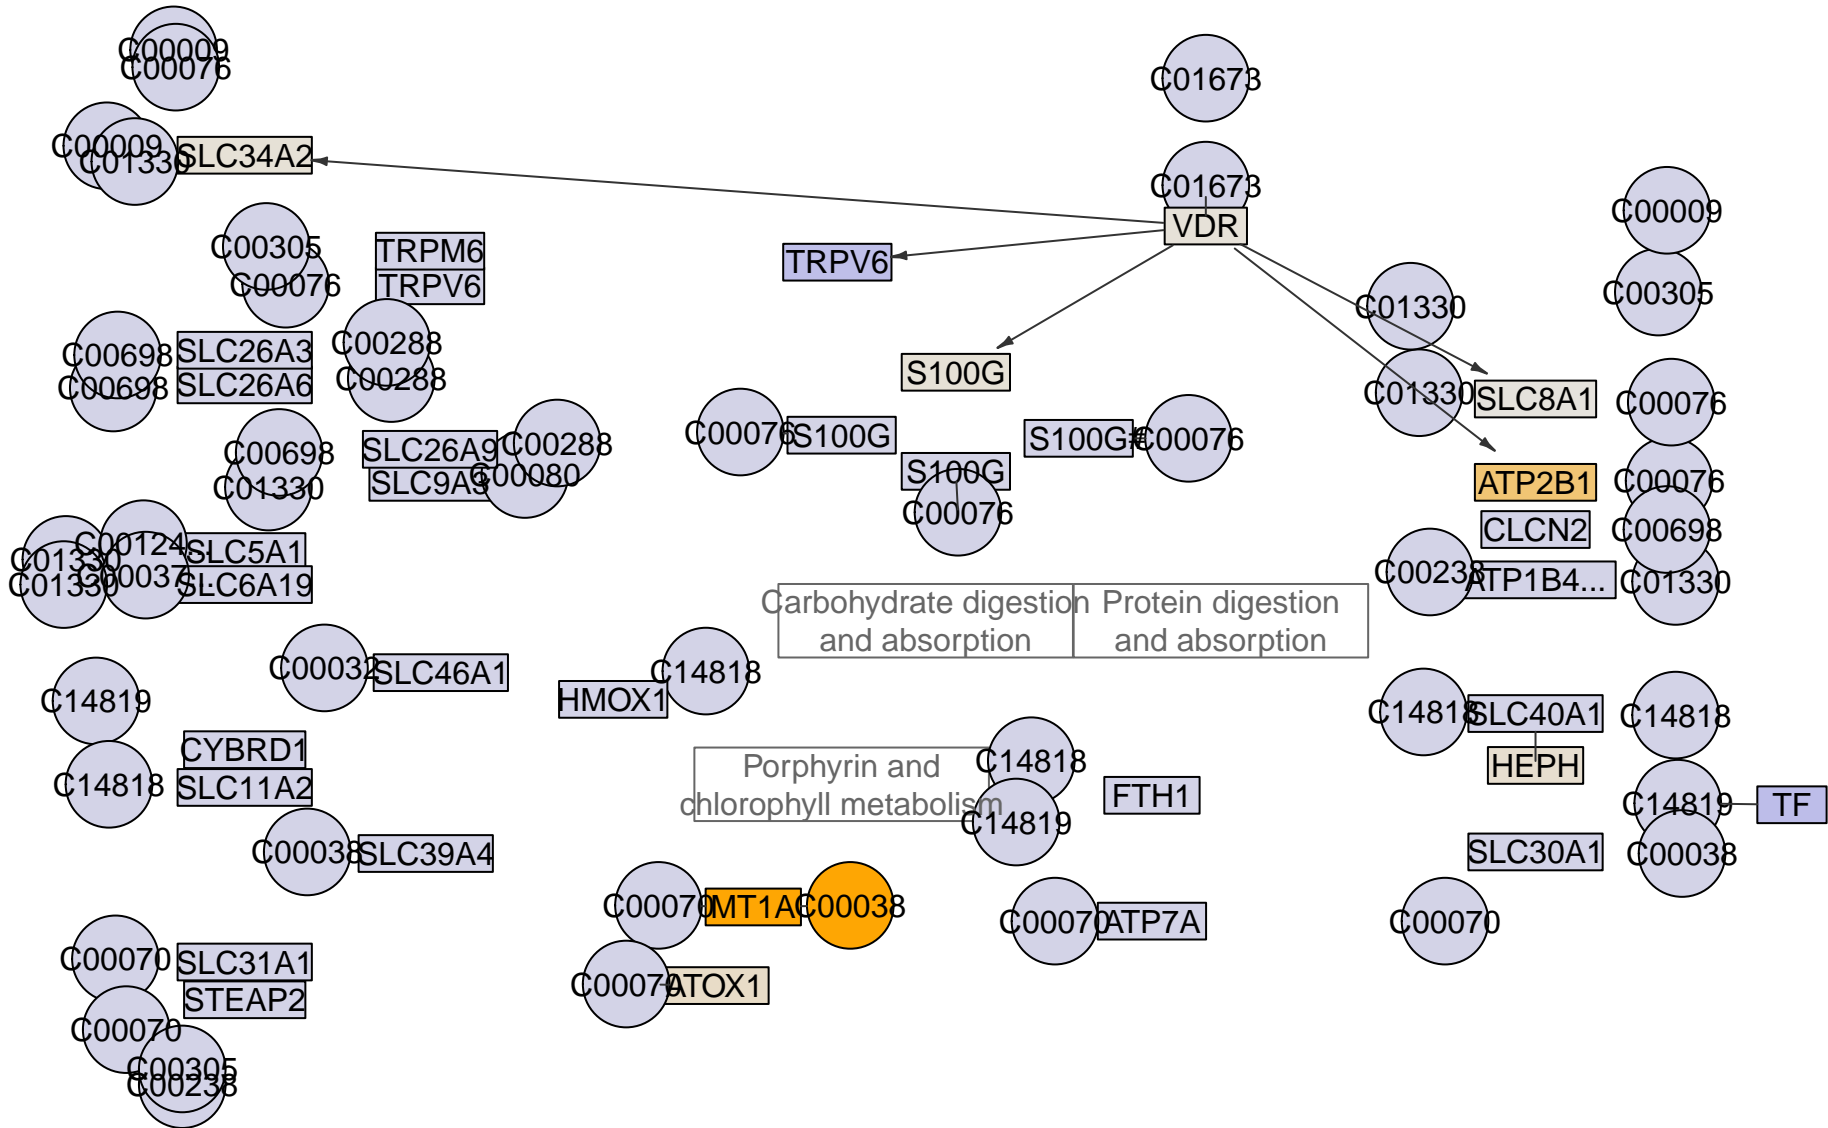 C00009
C00076
C01673
C00009
C01330
SLC34A2
C01673
VDR
C00009
C00305
TRPM6
TRPV6
C00076
TRPV6
C01330
C00305
C00698
SLC26A3
C00288
C00698
SLC26A6
C00288
S100G
C01330
SLC8A1
C00076
C00698
SLC26A9
C00288
C00076
S100G
S100G#
C00076
C01330
SLC9A3
C00080
S100G
C00076
ATP2B1
C00076
CLCN2
C00698
C01330
C00124...
SLC5A1
C01330
C00037...
SLC6A19
C00238
ATP1B4...
C01330
Carbohydrate digestion
and absorption
Protein digestion
and absorption
C00032
SLC46A1
C14818
HMOX1
C14819
C14818
SLC40A1
C14818
CYBRD1
C14818
SLC11A2
Porphyrin and
chlorophyll metabolism
C14818
C14819
FTH1
HEPH
C14819
TF
C00038
SLC39A4
SLC30A1
C00038
C00070
MT1A
C00038
C00070
ATP7A
C00070
C00070
SLC31A1
C00070
ATOX1
STEAP2
C00070
C00305
C00238